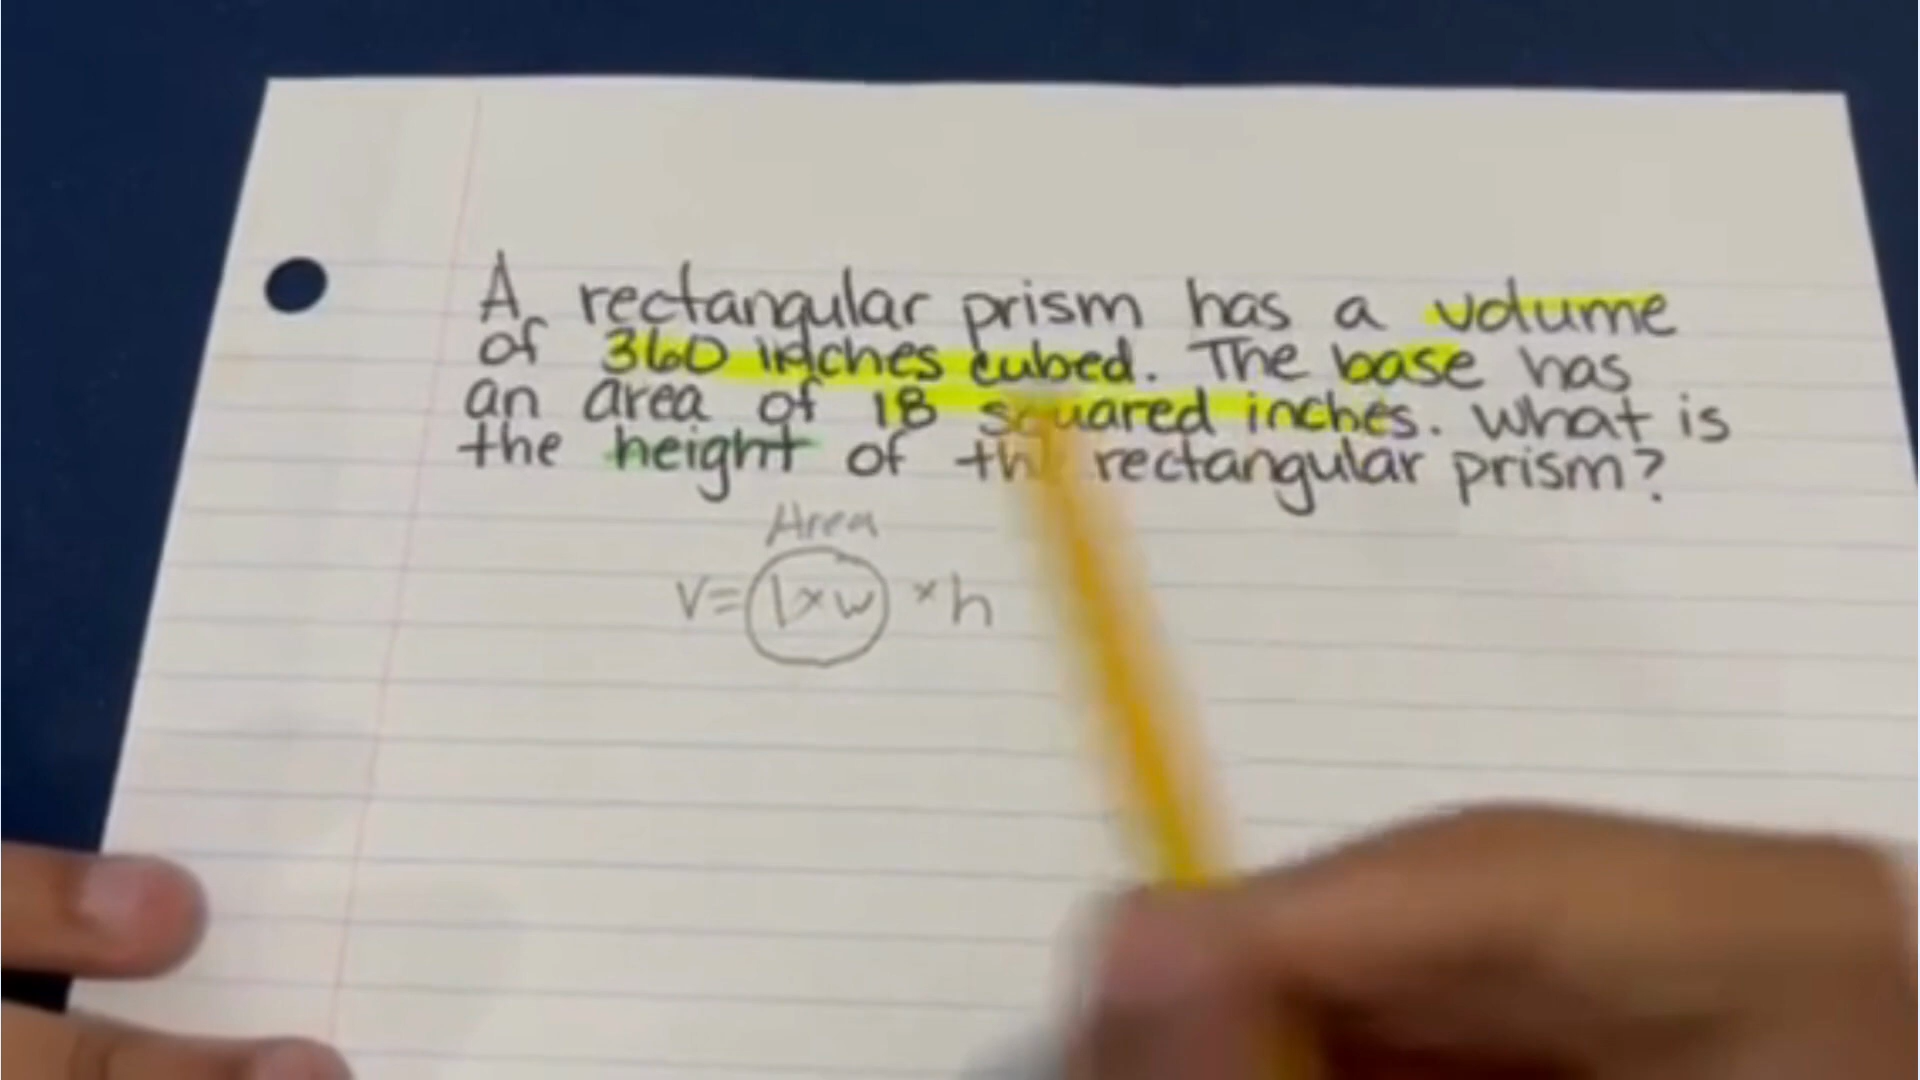 A rectangular prism has a volume
of 360 inches cubed. The base has
an area of 18 squared inches. What is
the height of the rectangular prism?
Area
V=l×w ×h